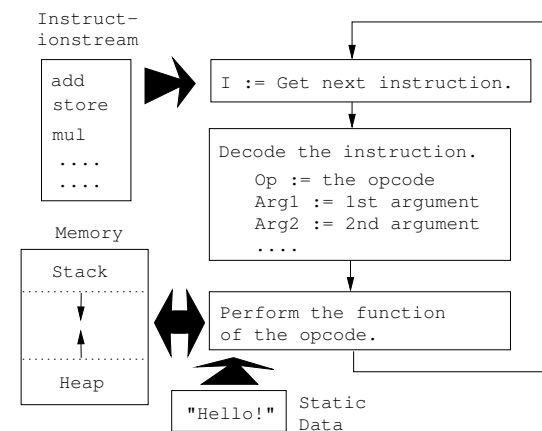 Instruct-
ionstream
add
store
mul
....
....
I := Get next instruction.
Decode the instruction.
Op := the opcode
Arg1 := 1st argument
Arg2 := 2nd argument
....
Memory
Stack
Heap
Perform the function
of the opcode.
"Hello!"
Static
Data